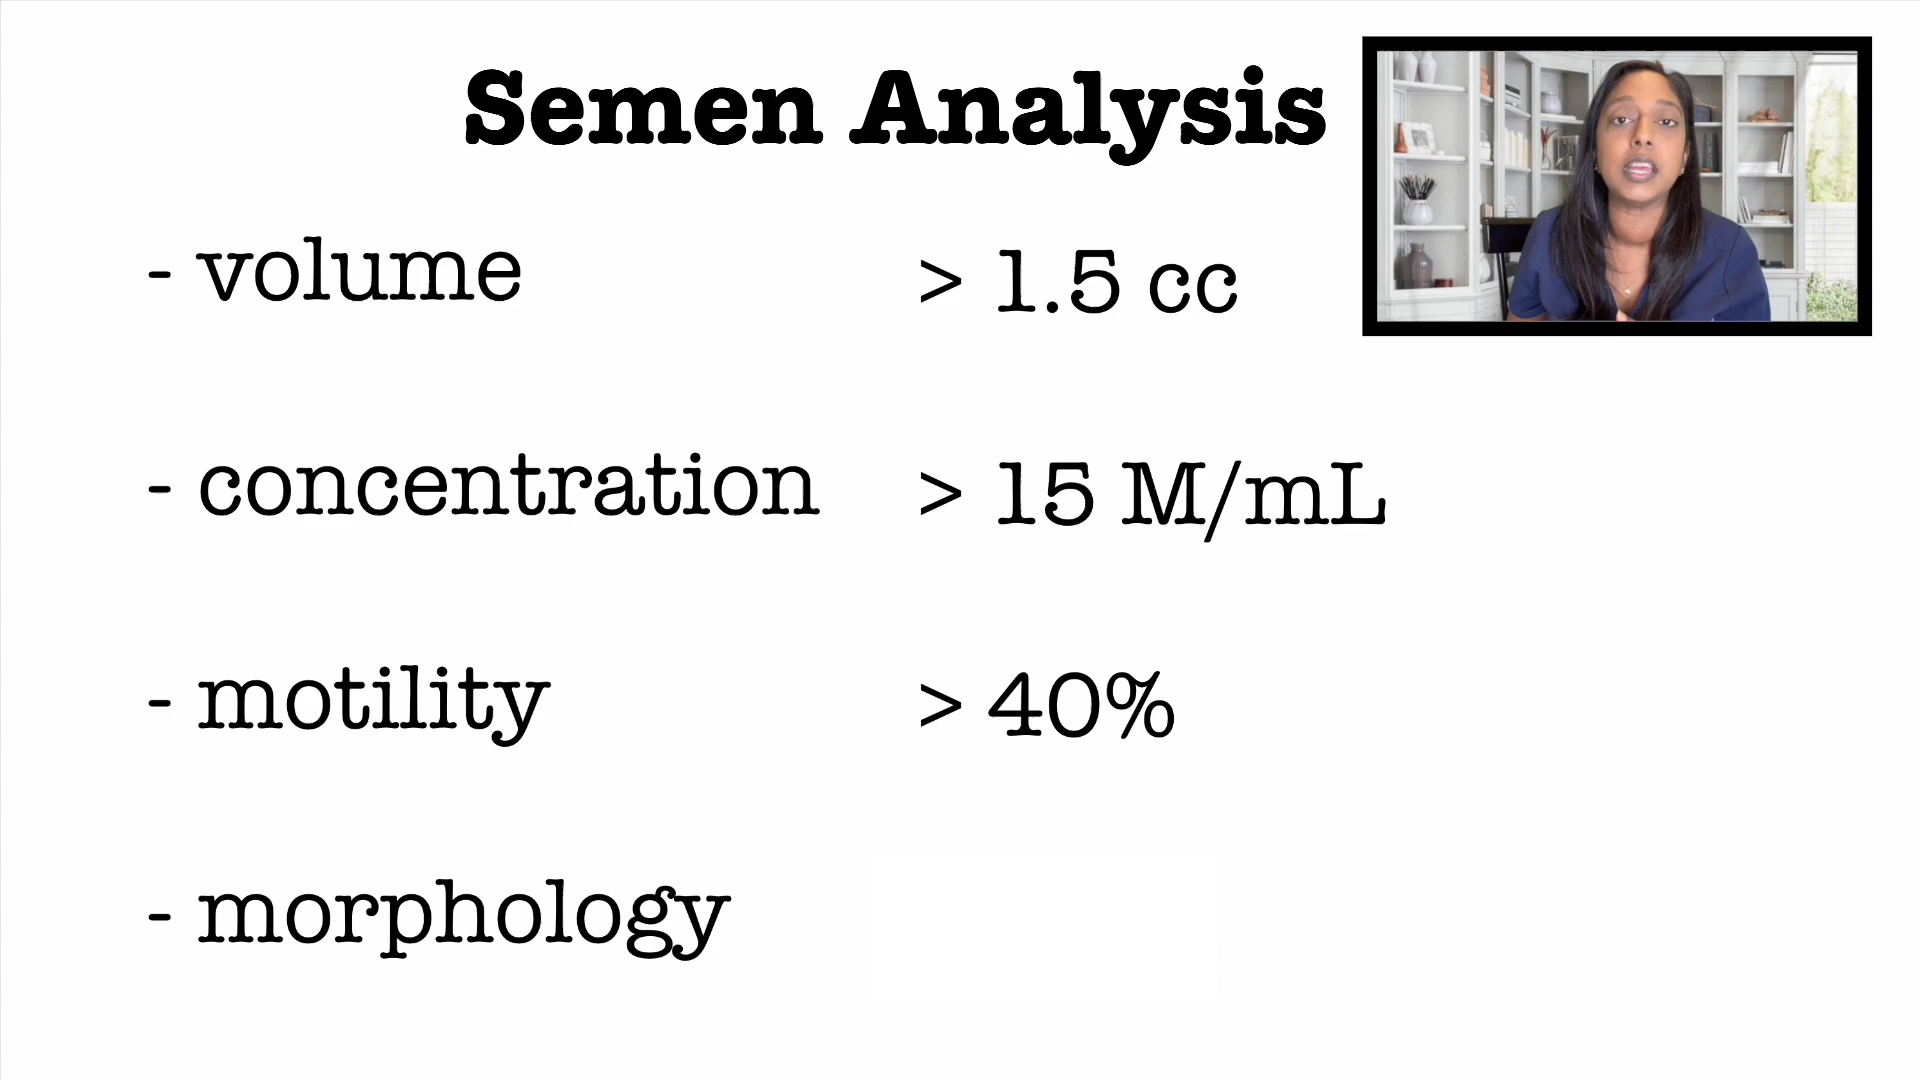 Semen Analysis
- volume > 1.5 cc
- concentration > 15 M/mL
- motility > 40%
- morphology